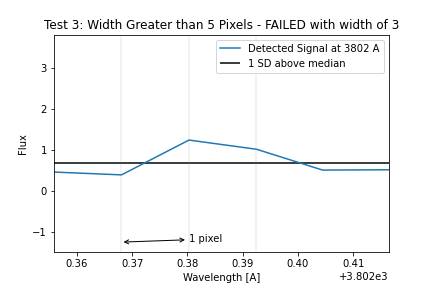 Test 3: Width Greater than 5 Pixels - FAILED with width of 3
Detected Signal at 3802 A
1 SD above median
Flux
3
2
1
0
−1
1 pixel
0.36 0.37 0.38 0.39 0.40 0.41
+3.802e3
Wavelength [A]